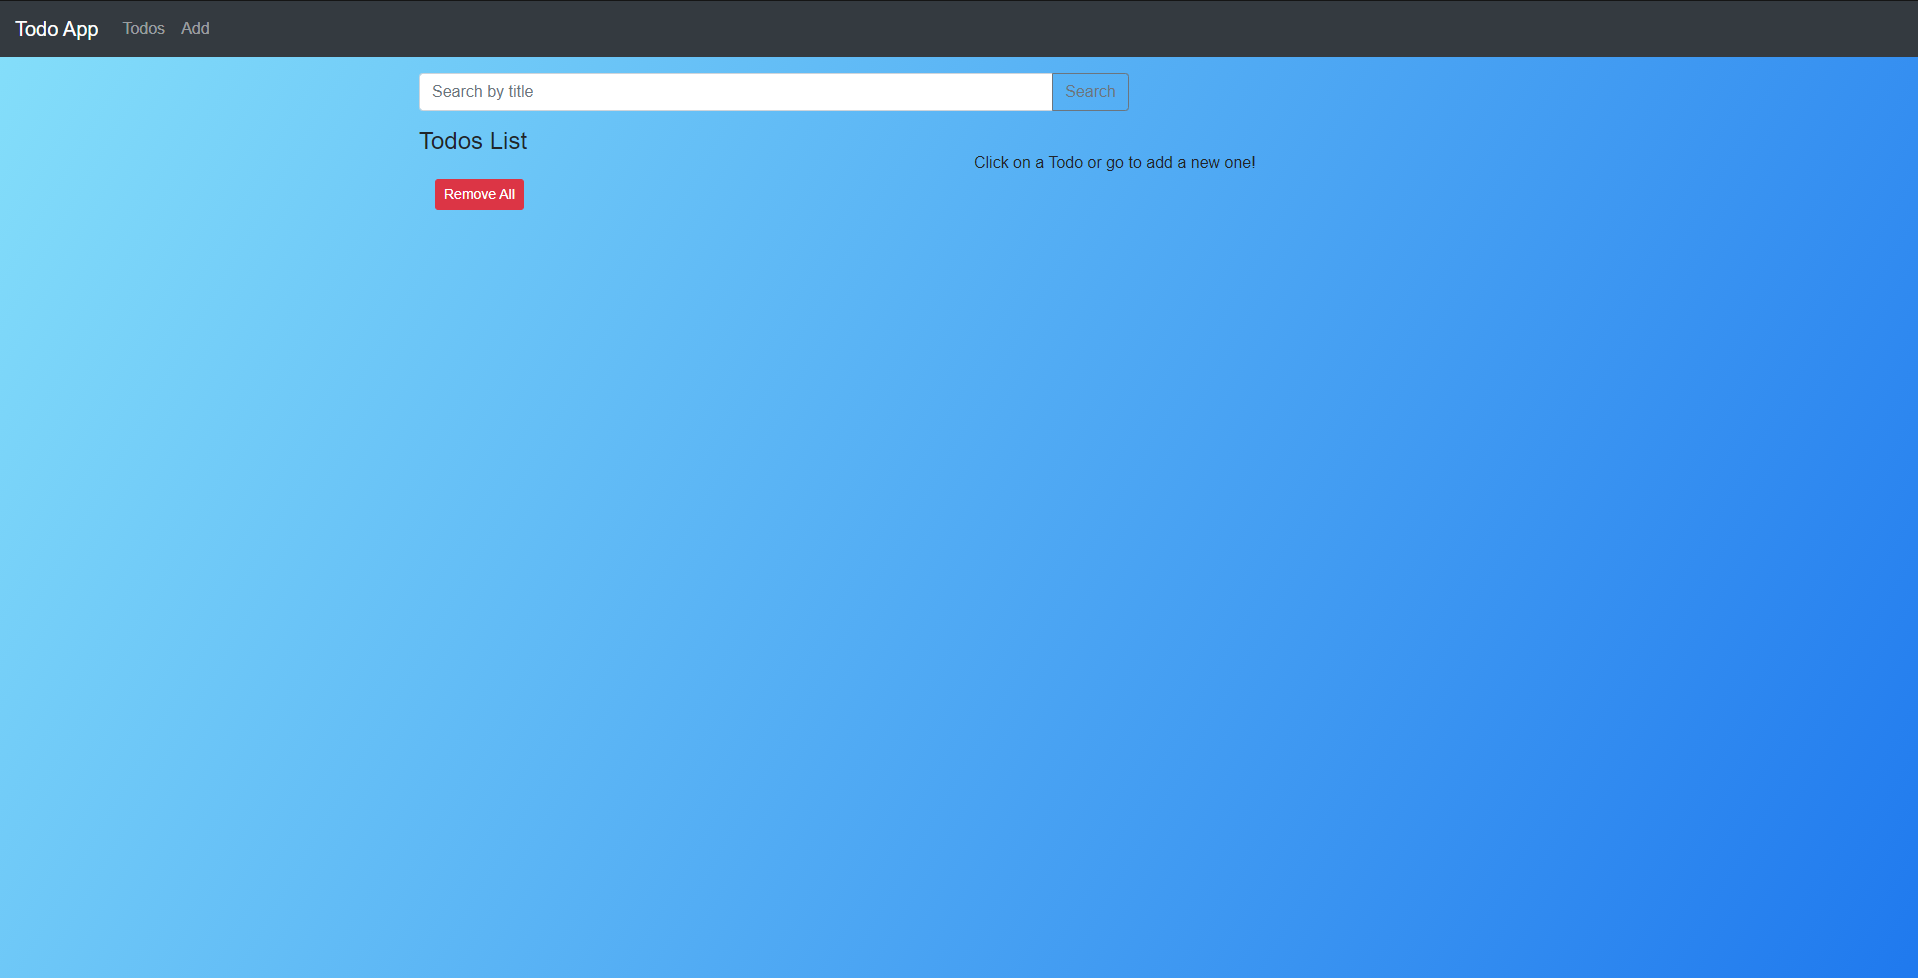 Todo App Todos Add
Search by title Search
Todos List
Click on a Todo or go to add a new one!
Remove All